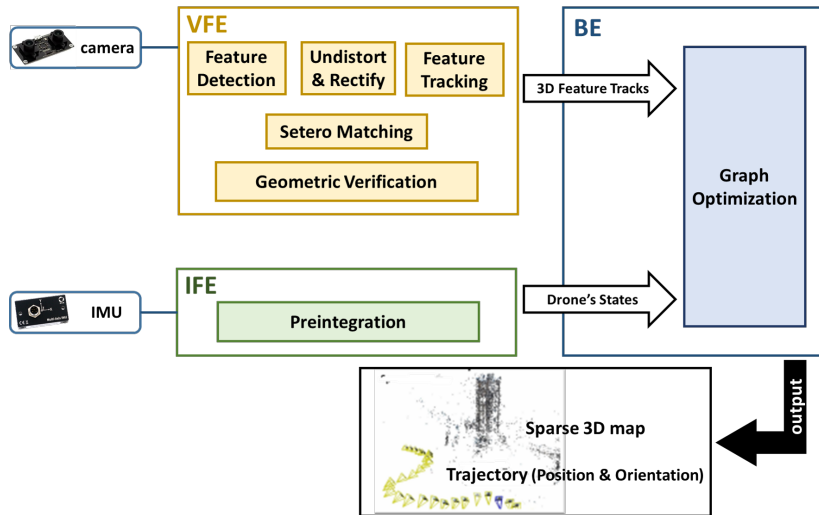 VFE
BE
camera
Feature
Detection
Undistort
& Rectify
Feature
Tracking
3D Feature Tracks
Setero Matching
Geometric Verification
Graph
Optimization
IFE
IMU
Preintegration
Drone's States
output
Sparse 3D map
Trajectory (Position & Orientation)